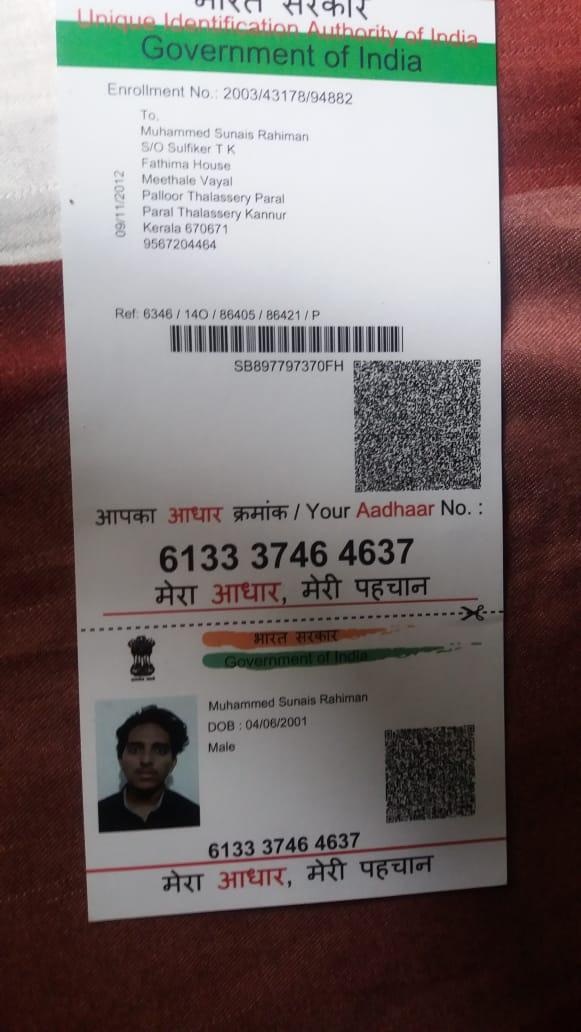 भारत सरकार
Unique Identification Authority of India
Government of India
Enrollment No.: 2003/43178/94882
To,
Muhammed Sunais Rahiman
S/O Sulfiker T K
Fathima House
Meethale Vayal
Palloor Thalassery Paral
Paral Thalassery Kannur
Kerala 670671
9567204464
09/11/2012
Ref: 6346 / 14O / 86405 / 86421 / P
SB897797370FH
आपका आधार क्रमांक / Your Aadhaar No. :
6133 3746 4637
मेरा आधार, मेरी पहचान
भारत सरकार
Government of India
Muhammed Sunais Rahiman
DOB : 04/06/2001
Male
6133 3746 4637
मेरा आधार, मेरी पहचान